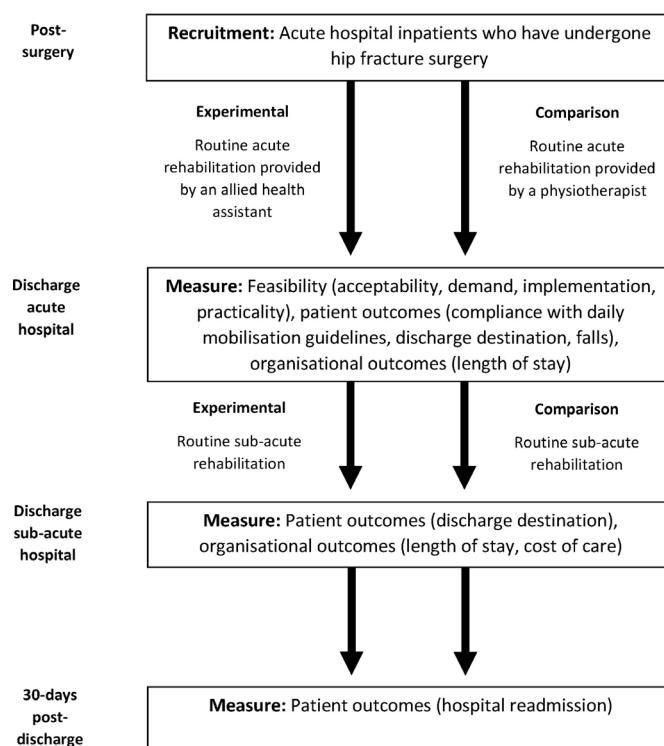 Post-
surgery
Recruitment: Acute hospital inpatients who have undergone
hip fracture surgery
Experimental
Routine acute
rehabilitation provided
by an allied health
assistant
Comparison
Routine acute
rehabilitation provided
by a physiotherapist
Discharge
acute
hospital
Measure: Feasibility (acceptability, demand, implementation,
practicality), patient outcomes (compliance with daily
mobilisation guidelines, discharge destination, falls),
organisational outcomes (length of stay)
Experimental
Routine sub-acute
rehabilitation
Comparison
Routine sub-acute
rehabilitation
Discharge
sub-acute
hospital
Measure: Patient outcomes (discharge destination),
organisational outcomes (length of stay, cost of care)
30-days
post-
discharge
Measure: Patient outcomes (hospital readmission)